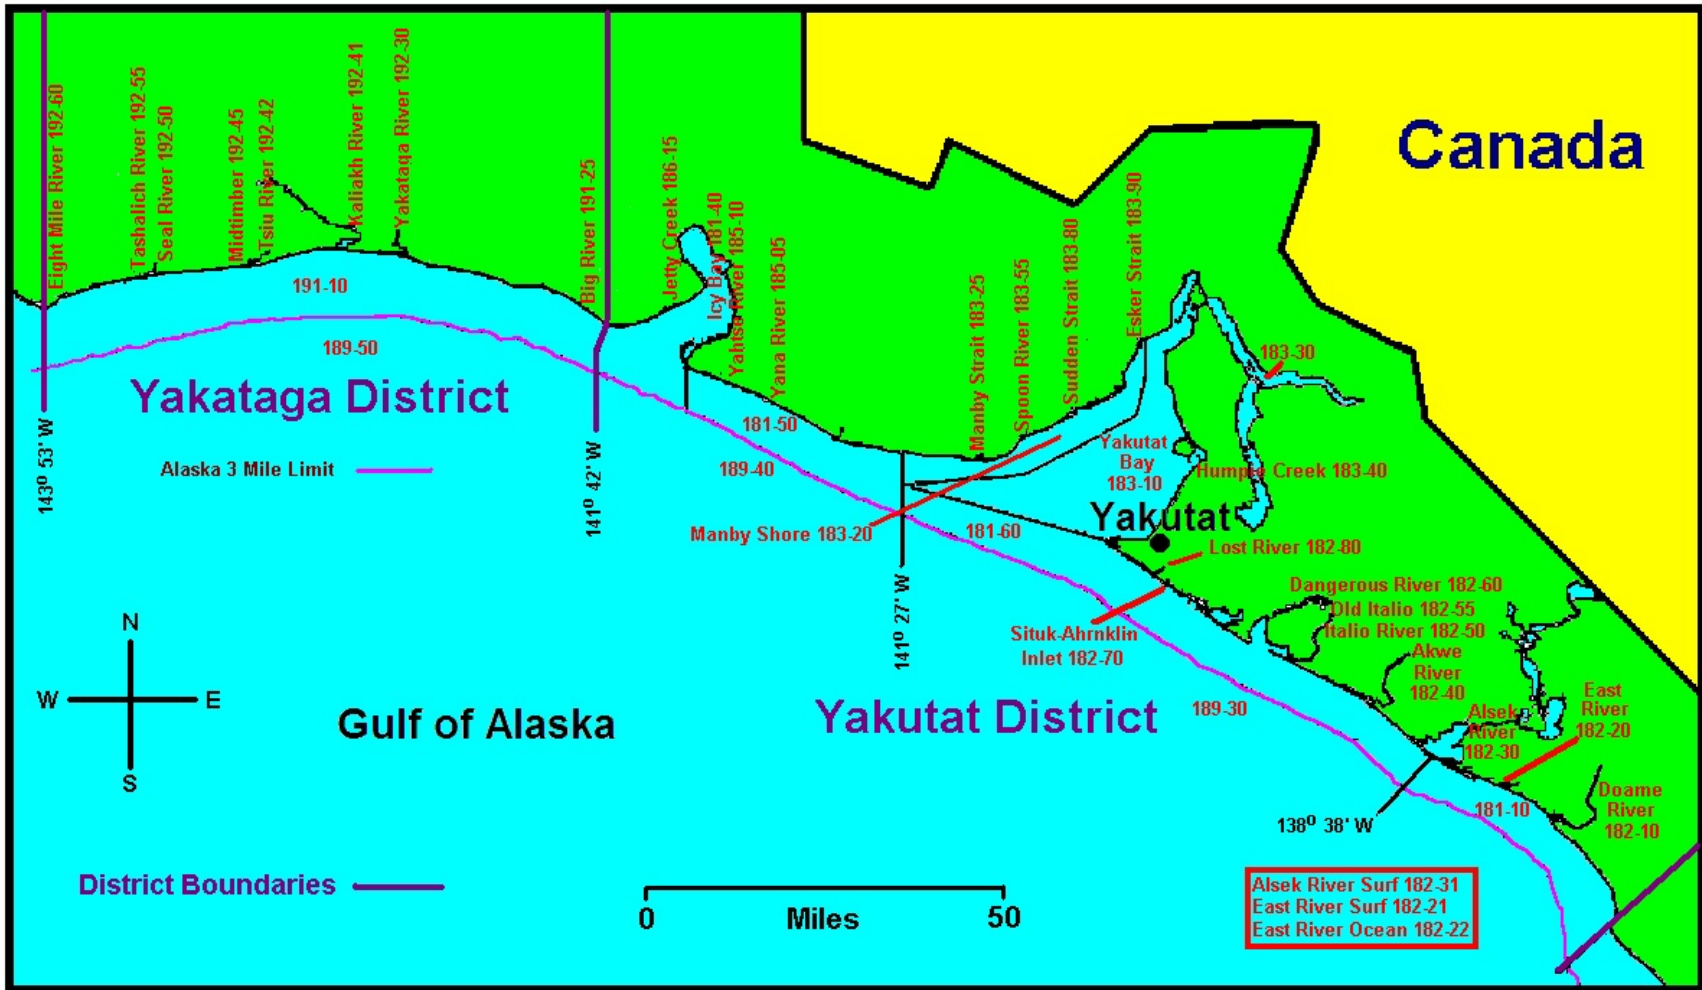 Canada
Eight Mile River 192-60
Tashalich River 192-55
Seal River 192-50
Midtimber 192-45
Tsiu River 192-42
Kaliakh River 192-41
Yakataga River 192-30
Big River 191-25
Jetty Creek 186-15
Icy Bay 181-40
Yahtse River 185-10
Yana River 185-05
Manby Strait 183-25
Spoon River 183-55
Sudden Strait 183-80
Esker Strait 183-90
191-10
189-50
183-30
Yakataga District
181-50
189-40
Yakutat
Bay
183-10
Humpie Creek 183-40
Alaska 3 Mile Limit
143º 53' W
141º 42' W
Manby Shore 183-20
181-60
Yakutat
Lost River 182-80
141º 27' W
Dangerous River 182-60
Old Italio 182-55
Italio River 182-50
Situk-Ahrnklin
Inlet 182-70
Akwe
River
182-40
N
W
E
S
Gulf of Alaska
Yakutat District
189-30
Alsek
River
182-30
East
River
182-20
181-10
Doame
River
182-10
138º 38' W
District Boundaries
0
Miles
50
Alsek River Surf 182-31
East River Surf 182-21
East River Ocean 182-22